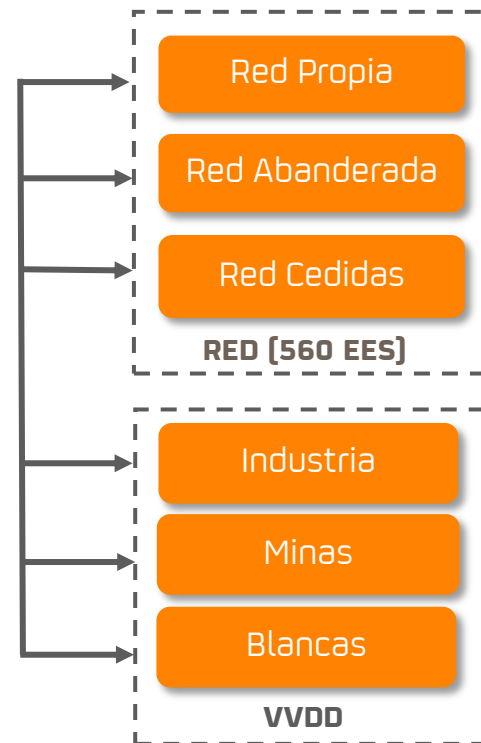 Red Propia
Red Abanderada
Red Cedidas
RED (560 EES)
Industria
Minas
Blancas
VVDD